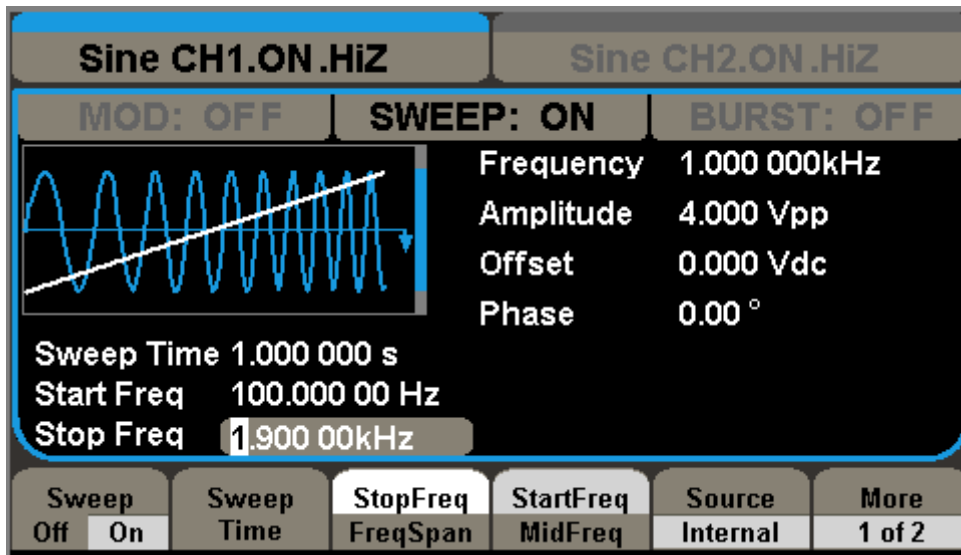 Sine CH1.ON.HiZ
Sine CH2.ON.HiZ
MOD: OFF
SWEEP: ON
BURST: OFF
Frequency 1.000 000kHz
Amplitude 4.000 Vpp
Offset 0.000 Vdc
Phase 0.00 °
Sweep Time 1.000 000 s
Start Freq 100.000 00 Hz
Stop Freq 1.900 00kHz
Sweep
Off On
Sweep
Time
StopFreq
FreqSpan
StartFreq
MidFreq
Source
Internal
More
1 of 2